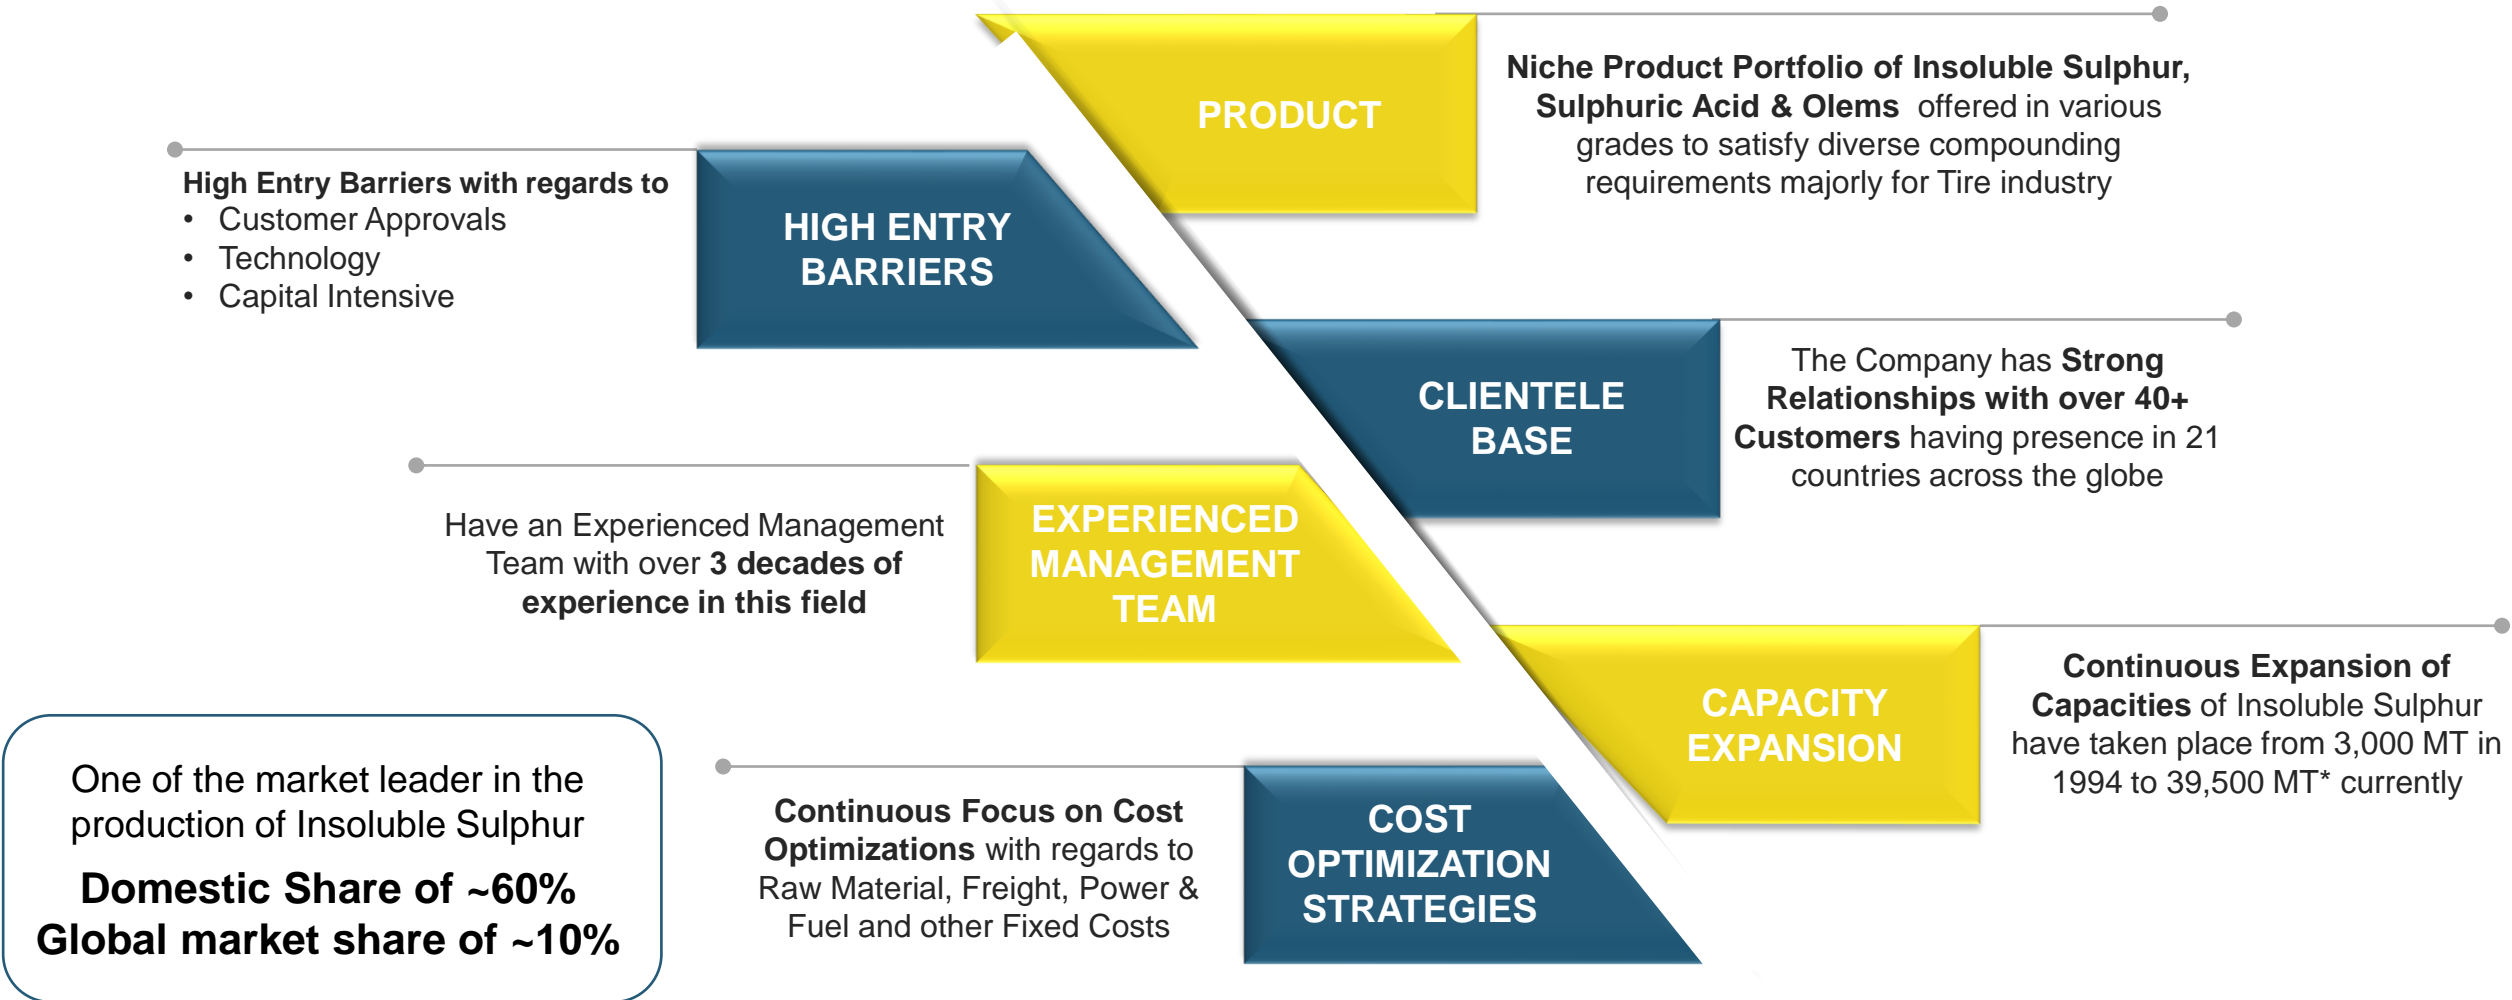 PRODUCT
Niche Product Portfolio of Insoluble Sulphur,
Sulphuric Acid & Olems offered in various
grades to satisfy diverse compounding
requirements majorly for Tire industry
High Entry Barriers with regards to
• Customer Approvals
• Technology
• Capital Intensive
HIGH ENTRY
BARRIERS
CLIENTELE
BASE
The Company has Strong
Relationships with over 40+
Customers having presence in 21
countries across the globe
Have an Experienced Management
Team with over 3 decades of
experience in this field
EXPERIENCED
MANAGEMENT
TEAM
CAPACITY
EXPANSION
Continuous Expansion of
Capacities of Insoluble Sulphur
have taken place from 3,000 MT in
1994 to 39,500 MT* currently
Continuous Focus on Cost
Optimizations with regards to
Raw Material, Freight, Power &
Fuel and other Fixed Costs
COST
OPTIMIZATION
STRATEGIES
One of the market leader in the
production of Insoluble Sulphur
Domestic Share of ~60%
Global market share of ~10%